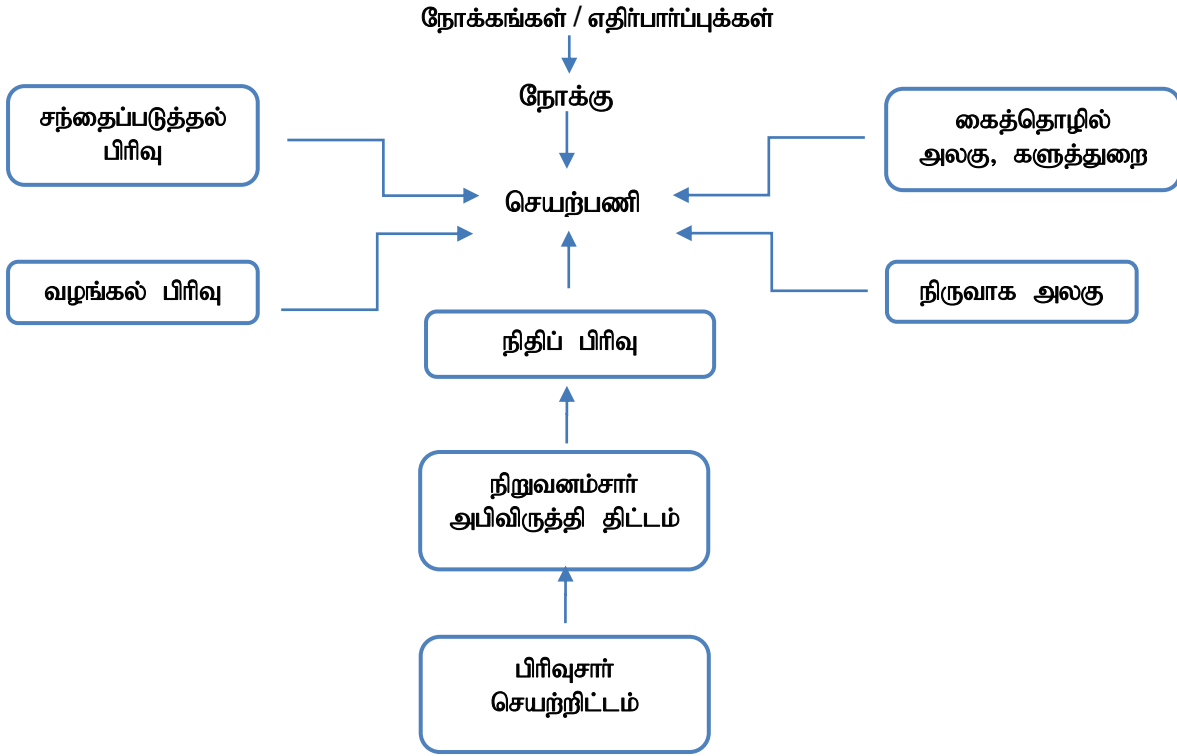 நோக்கங்கள் / எதிர்பார்ப்புக்கள்
நோக்கு
சந்தைப்படுத்தல்
பிரிவு
கைத்தொழில்
அலகு, களுத்துறை
செயற்பணி
வழங்கல் பிரிவு
நிருவாக அலகு
நிதிப் பிரிவு
நிறுவனம்சார்
அபிவிருத்தி திட்டம்
பிரிவுசார்
செயற்றிட்டம்